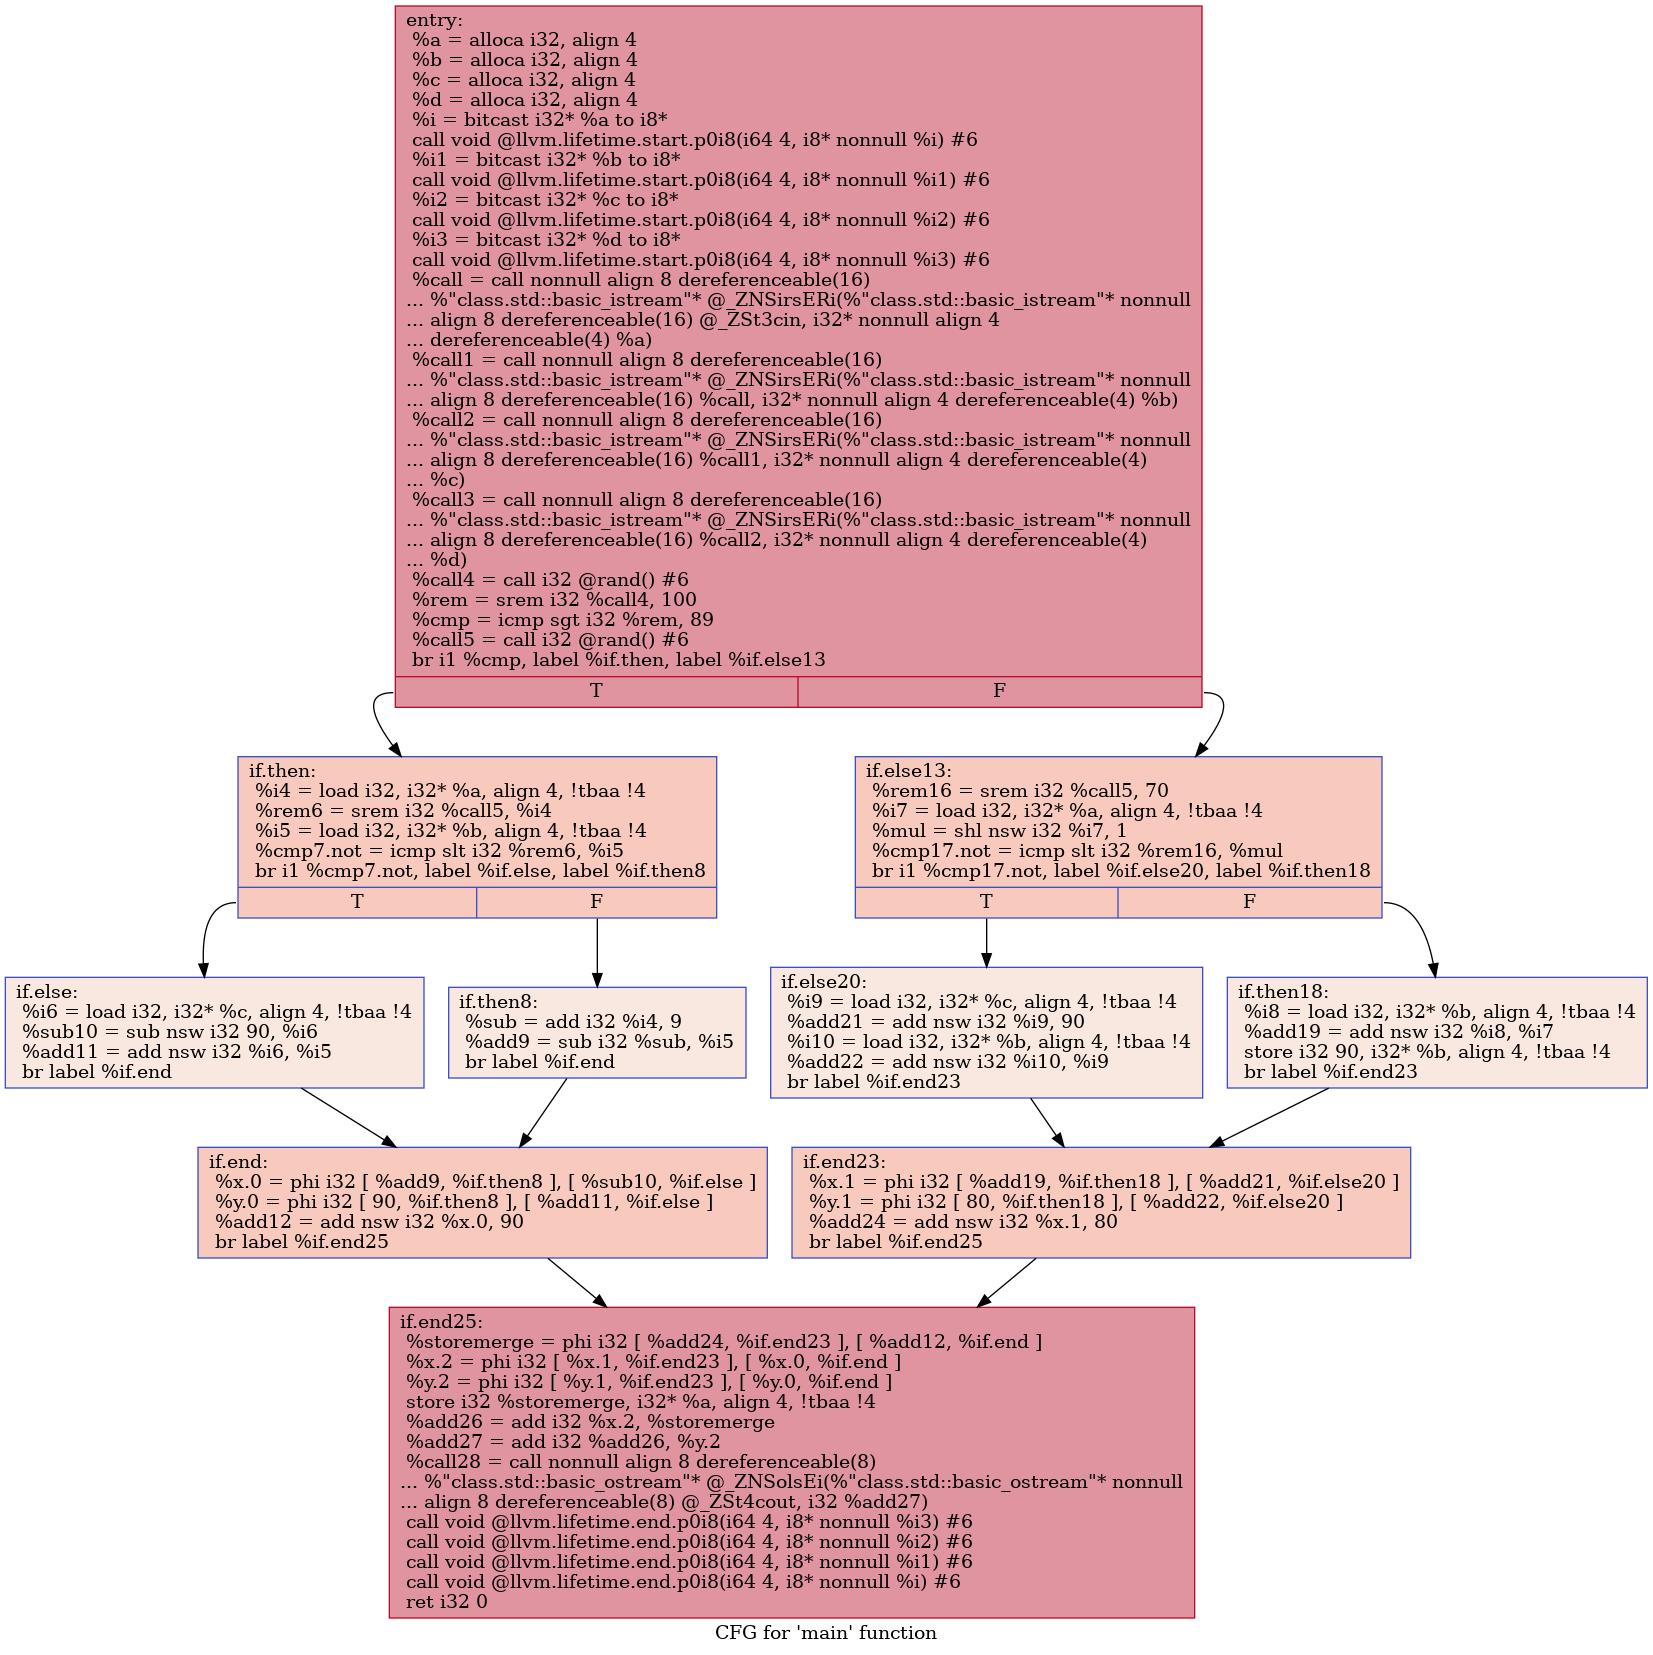 entry:
%a = alloca i32, align 4
%b = alloca i32, align 4
%c = alloca i32, align 4
%d = alloca i32, align 4
%i = bitcast i32* %a to i8*
call void @llvm.lifetime.start.p0i8(i64 4, i8* nonnull %i) #6
%i1 = bitcast i32* %b to i8*
call void @llvm.lifetime.start.p0i8(i64 4, i8* nonnull %i1) #6
%i2 = bitcast i32* %c to i8*
call void @llvm.lifetime.start.p0i8(i64 4, i8* nonnull %i2) #6
%i3 = bitcast i32* %d to i8*
call void @llvm.lifetime.start.p0i8(i64 4, i8* nonnull %i3) #6
%call = call nonnull align 8 dereferenceable(16)
... %"class.std::basic_istream"* @_ZNSirsERi(%"class.std::basic_istream"* nonnull
... align 8 dereferenceable(16) @_ZSt3cin, i32* nonnull align 4
... dereferenceable(4) %a)
%call1 = call nonnull align 8 dereferenceable(16)
... %"class.std::basic_istream"* @_ZNSirsERi(%"class.std::basic_istream"* nonnull
... align 8 dereferenceable(16) %call, i32* nonnull align 4 dereferenceable(4) %b)
%call2 = call nonnull align 8 dereferenceable(16)
... %"class.std::basic_istream"* @_ZNSirsERi(%"class.std::basic_istream"* nonnull
... align 8 dereferenceable(16) %call1, i32* nonnull align 4 dereferenceable(4)
... %c)
%call3 = call nonnull align 8 dereferenceable(16)
... %"class.std::basic_istream"* @_ZNSirsERi(%"class.std::basic_istream"* nonnull
... align 8 dereferenceable(16) %call2, i32* nonnull align 4 dereferenceable(4)
... %d)
%call4 = call i32 @rand() #6
%rem = srem i32 %call4, 100
%cmp = icmp sgt i32 %rem, 89
%call5 = call i32 @rand() #6
br i1 %cmp, label %if.then, label %if.else13
T
F
if.then:
%i4 = load i32, i32* %a, align 4, !tbaa !4
%rem6 = srem i32 %call5, %i4
%i5 = load i32, i32* %b, align 4, !tbaa !4
%cmp7.not = icmp slt i32 %rem6, %i5
br i1 %cmp7.not, label %if.else, label %if.then8
T
F
if.else13:
%rem16 = srem i32 %call5, 70
%i7 = load i32, i32* %a, align 4, !tbaa !4
%mul = shl nsw i32 %i7, 1
%cmp17.not = icmp slt i32 %rem16, %mul
br i1 %cmp17.not, label %if.else20, label %if.then18
T
F
if.else:
%i6 = load i32, i32* %c, align 4, !tbaa !4
%sub10 = sub nsw i32 90, %i6
%add11 = add nsw i32 %i6, %i5
br label %if.end
if.then8:
%sub = add i32 %i4, 9
%add9 = sub i32 %sub, %i5
br label %if.end
if.else20:
%i9 = load i32, i32* %c, align 4, !tbaa !4
%add21 = add nsw i32 %i9, 90
%i10 = load i32, i32* %b, align 4, !tbaa !4
%add22 = add nsw i32 %i10, %i9
br label %if.end23
if.then18:
%i8 = load i32, i32* %b, align 4, !tbaa !4
%add19 = add nsw i32 %i8, %i7
store i32 90, i32* %b, align 4, !tbaa !4
br label %if.end23
if.end:
%x.0 = phi i32 [ %add9, %if.then8 ], [ %sub10, %if.else ]
%y.0 = phi i32 [ 90, %if.then8 ], [ %add11, %if.else ]
%add12 = add nsw i32 %x.0, 90
br label %if.end25
if.end23:
%x.1 = phi i32 [ %add19, %if.then18 ], [ %add21, %if.else20 ]
%y.1 = phi i32 [ 80, %if.then18 ], [ %add22, %if.else20 ]
%add24 = add nsw i32 %x.1, 80
br label %if.end25
if.end25:
%storemerge = phi i32 [ %add24, %if.end23 ], [ %add12, %if.end ]
%x.2 = phi i32 [ %x.1, %if.end23 ], [ %x.0, %if.end ]
%y.2 = phi i32 [ %y.1, %if.end23 ], [ %y.0, %if.end ]
store i32 %storemerge, i32* %a, align 4, !tbaa !4
%add26 = add i32 %x.2, %storemerge
%add27 = add i32 %add26, %y.2
%call28 = call nonnull align 8 dereferenceable(8)
... %"class.std::basic_ostream"* @_ZNSolsEi(%"class.std::basic_ostream"* nonnull
... align 8 dereferenceable(8) @_ZSt4cout, i32 %add27)
call void @llvm.lifetime.end.p0i8(i64 4, i8* nonnull %i3) #6
call void @llvm.lifetime.end.p0i8(i64 4, i8* nonnull %i2) #6
call void @llvm.lifetime.end.p0i8(i64 4, i8* nonnull %i1) #6
call void @llvm.lifetime.end.p0i8(i64 4, i8* nonnull %i) #6
ret i32 0
CFG for 'main' function